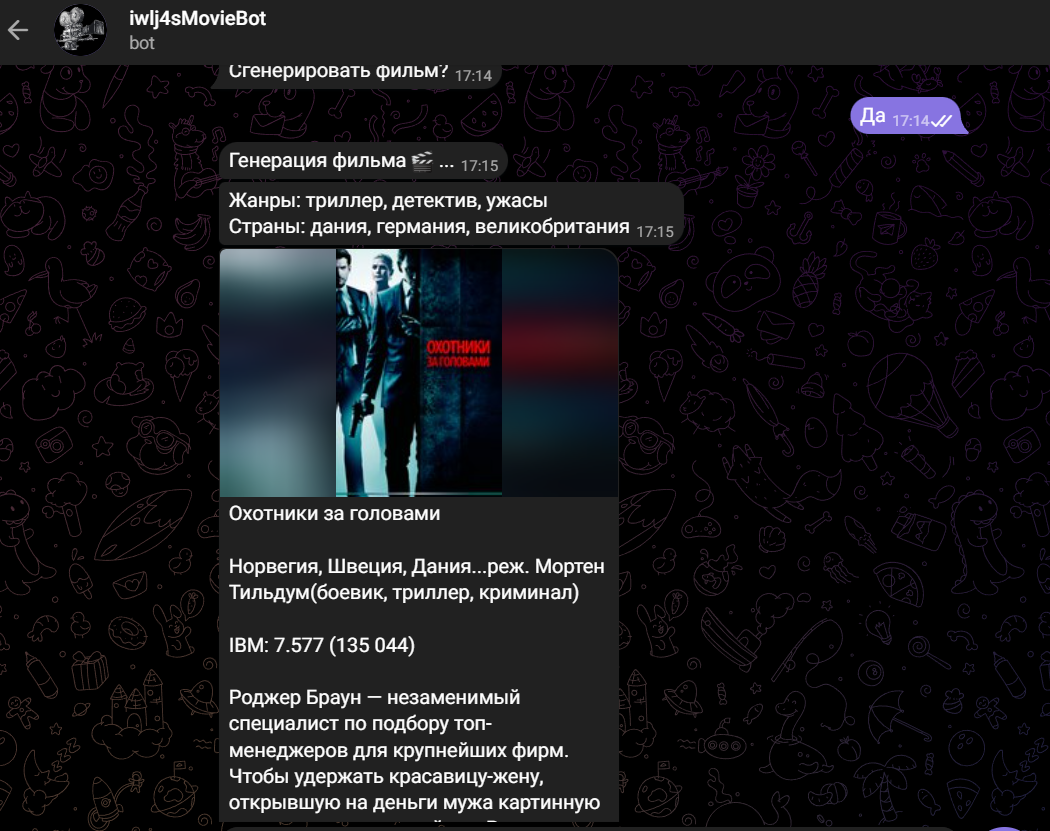 iwlj4sMovieBot
bot
Сгенерировать фильм? 17:14
Да 17:14
Генерация фильма 🎬 ... 17:15
Жанры: триллер, детектив, ужасы
Страны: дания, германия, великобритания 17:15
ОХОТНИКИ
ЗА ГОЛОВАМИ
Охотники за головами
Норвегия, Швеция, Дания...реж. Мортен
Тильдум(боевик, триллер, криминал)
IBM: 7.577 (135 044)
Роджер Браун — незаменимый
специалист по подбору топ-
менеджеров для крупнейших фирм.
Чтобы удержать красавицу-жену,
открывшую на деньги мужа картинную